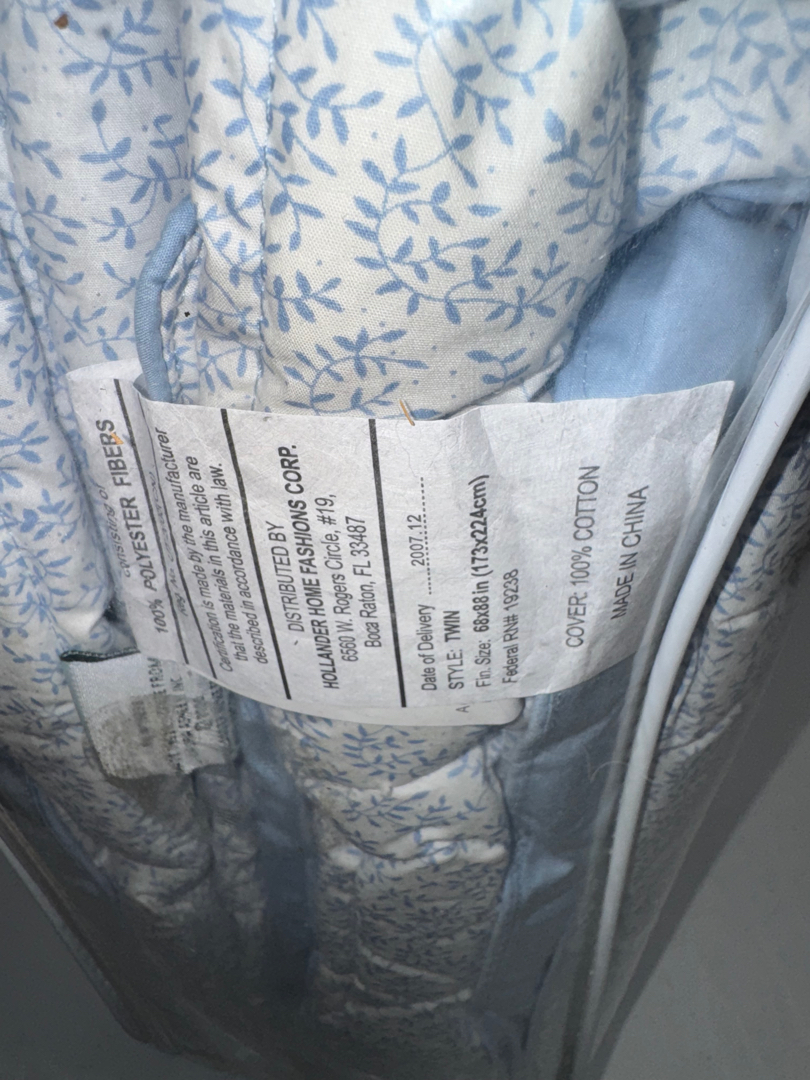 consisting of
100% POLYESTER FIBERS
Certification is made by the manufacturer
that the materials in this article are
described in accordance with law.
DISTRIBUTED BY
HOLLANDER HOME FASHIONS CORP.
6560 W. Rogers Circle, #19,
Boca Raton, FL 33487
Date of Delivery ........... 2007.12 ...........
STYLE: TWIN
Fin. Size: 68x88 in (173x224cm)
Federal RN# 19238
COVER: 100% COTTON
MADE IN CHINA
A